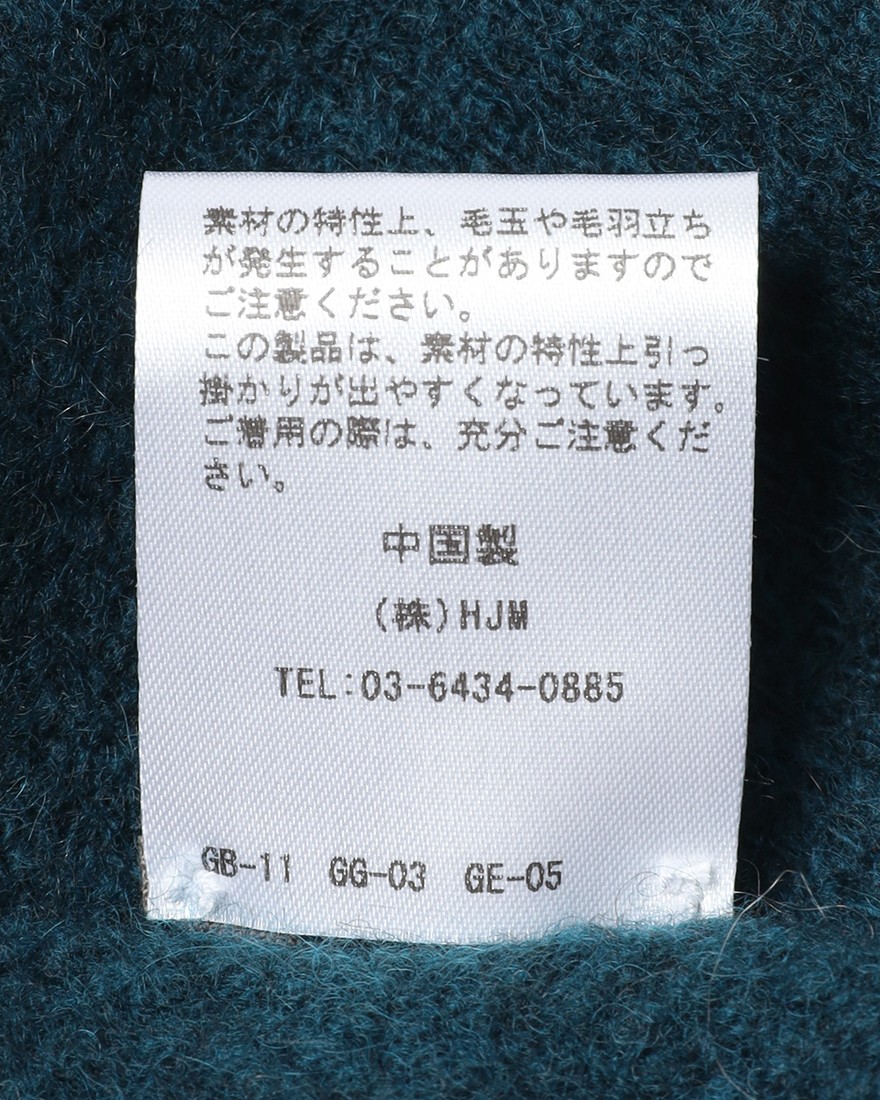 素材の特性上、毛玉や毛羽立ち
が発生することがありますので
ご注意ください。
この製品は、素材の特性上引っ
掛かりが出やすくなっています。
ご着用の際は、充分ご注意くだ
さい。
中国製
(株)HJM
TEL:03-6434-0885
GB-11 GG-03 GE-05